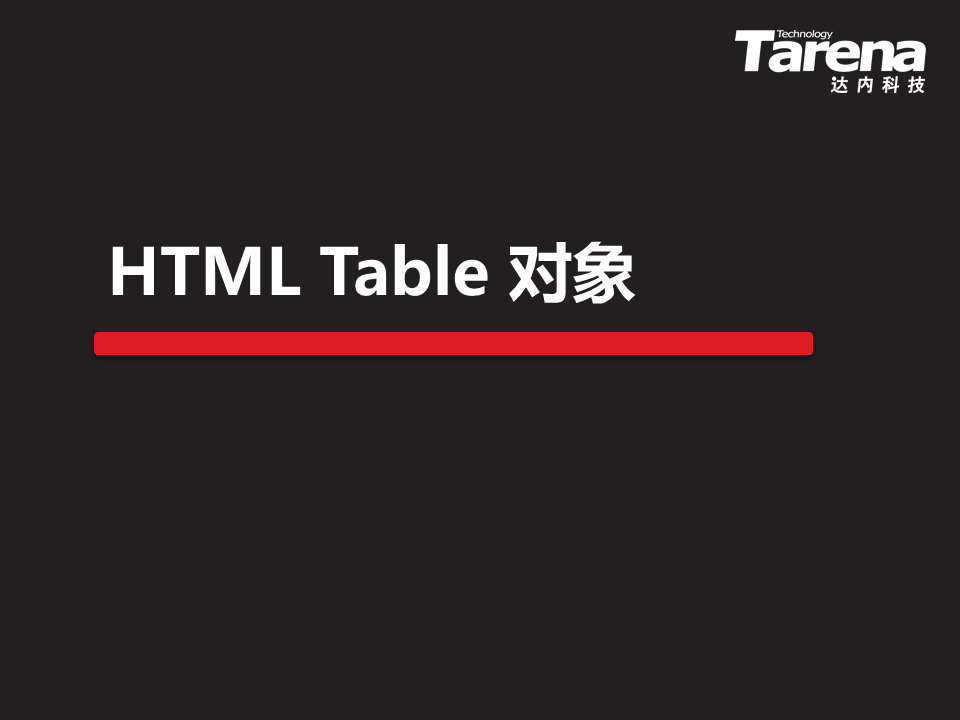 Technology
Tarena
达内科技
HTML Table 对象